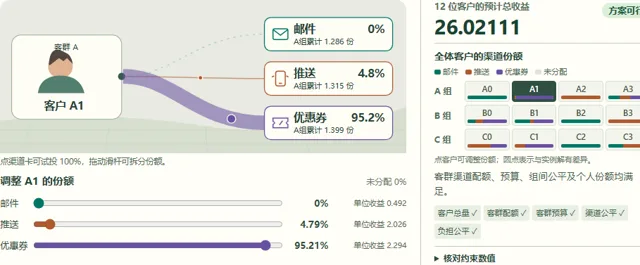 客群 A
客户 A1
邮件 0%
A组累计 1.286 份
推送 4.8%
A组累计 1.315 份
优惠券 95.2%
A组累计 1.399 份
点渠道卡可试投 100%，拖动滑杆可拆分份额。
调整 A1 的份额 未分配 0%
邮件 0% 单位收益 0.492
推送 4.79% 单位收益 2.026
优惠券 95.21% 单位收益 2.294
12 位客户的预计总收益
方案可行
26.02111
全体客户的渠道份额
邮件 推送 优惠券 未分配
A 组 A0 A1 A2 A3
B 组 B0 B1 B2 B3
C 组 C0 C1 C2 C3
点客户可调整份额；圆点表示与实例解有差异。
客群渠道配额、预算、组间公平及个人份额均满
足。
客户总量 ✓ 客群配额 ✓ 客群预算 ✓ 渠道公平 ✓
负担公平 ✓
核对约束数值